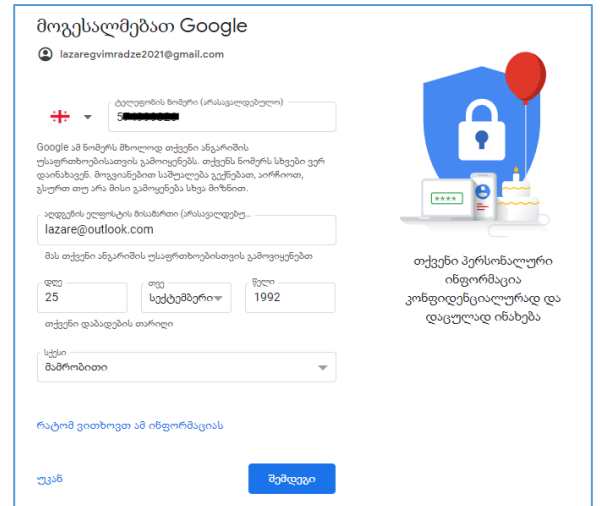 მოგესალმებათ Google
lazaregvimradze2021@gmail.com
ტელეფონის ნომერი (არასავალდებულო)
Google ამ ნომერს მხოლოდ თქვენი ანგარიშის
უსაფრთხოებისათვის გამოიყენებს. თქვენს ნომერს სხვები ვერ
დაინახავენ. მოგვიანებით საშუალება გექნებათ, აირჩიოთ,
გსურთ თუ არა მისი გამოყენება სხვა მიზნით.
აღდგენის ელფოსტის მისამართი (არასავალდებუ...
lazare@outlook.com
მას თქვენი ანგარიშის უსაფრთხოებისთვის გამოვიყენებთ
დღე თვე წელი
25 სექტემბერი 1992
თქვენი დაბადების თარიღი
სქესი
მამრობითი
რატომ ვითხოვთ ამ ინფორმაციას
უკან შემდეგი
****
თქვენი პერსონალური
ინფორმაცია
კონფიდენციალურად და
დაცულად ინახება